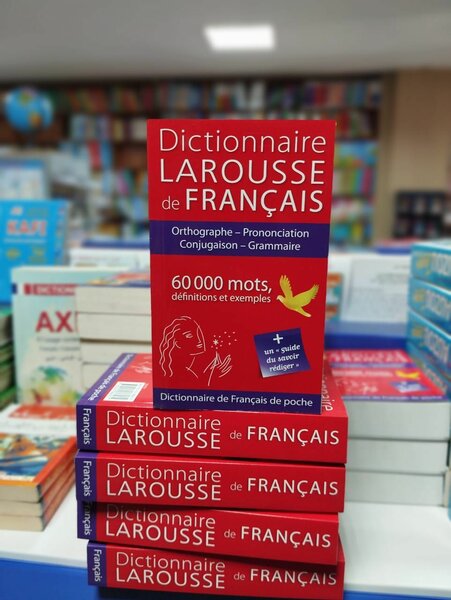 Dictionnaire
LAROUSSE
de FRANÇAIS
Orthographe – Prononciation
Conjugaison – Grammaire
60 000 mots,
définitions et exemples
+
un « guide
du savoir
rédiger »
Dictionnaire de Français de poche
Français
Dictionnaire
LAROUSSE de FRANÇAIS
Français
Dictionnaire
LAROUSSE de FRANÇAIS
Français
Dictionnaire
LAROUSSE de FRANÇAIS
Français
Dictionnaire
LAROUSSE de FRANÇAIS
KAFI
DICTIONN
AX